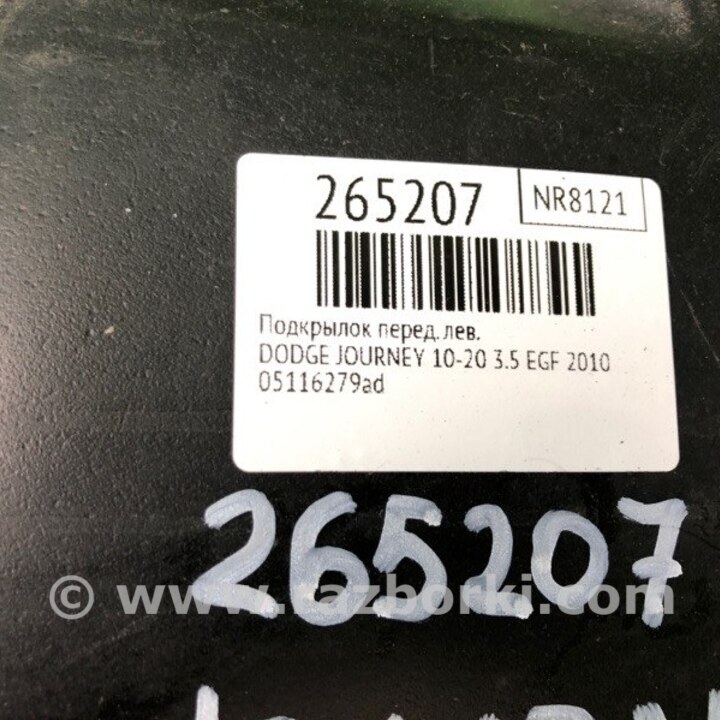 265207
NR8121
Подкрылок перед.лев.
DODGE JOURNEY 10-20 3.5 EGF 2010
05116279ad
265207
© www.razborki.com